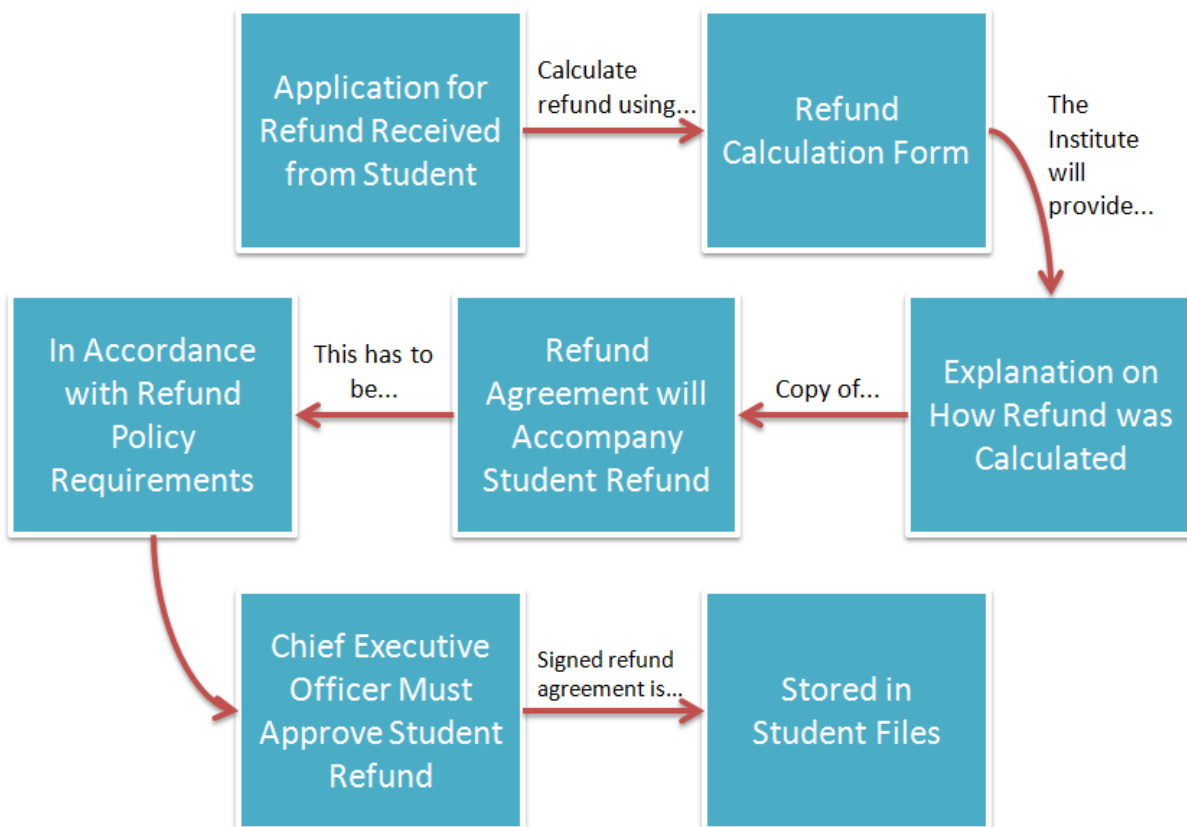 Application for
Refund Received
from Student
Calculate
refund using...
Refund
Calculation Form
The
Institute
will
provide...
Explanation on
How Refund was
Calculated
Copy of...
Refund
Agreement will
Accompany
Student Refund
This has to
be...
In Accordance
with Refund
Policy
Requirements
Chief Executive
Officer Must
Approve Student
Refund
Signed refund
agreement is...
Stored in
Student Files